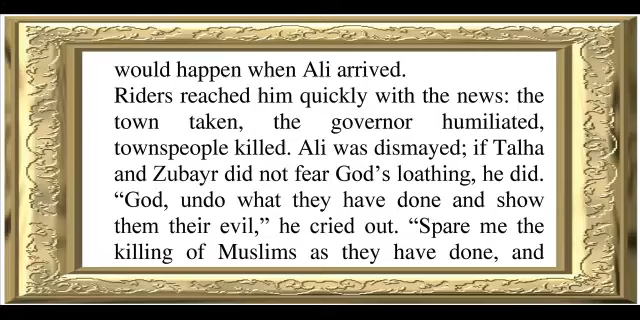 would happen when Ali arrived.
Riders reached him quickly with the news: the
town taken, the governor humiliated,
townspeople killed. Ali was dismayed; if Talha
and Zubayr did not fear God’s loathing, he did.
“God, undo what they have done and show
them their evil,” he cried out. “Spare me the
killing of Muslims as they have done, and